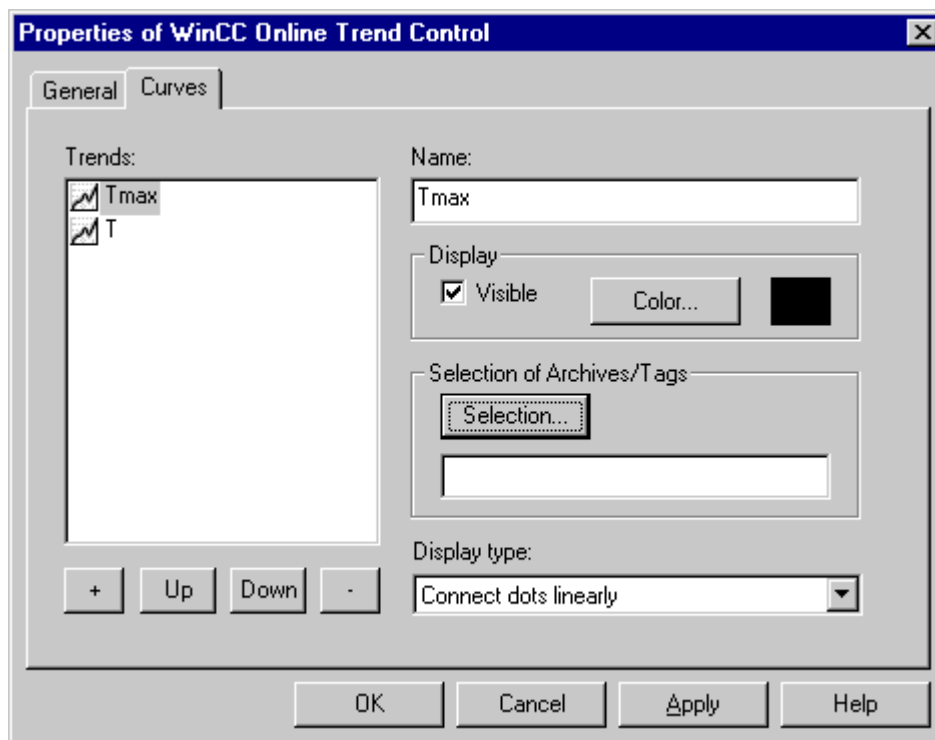 Properties of WinCC Online Trend Control
General
Curves
Trends:
Tmax
T
+
Up
Down
-
Name:
Tmax
Display
Visible
Color...
Selection of Archives/Tags
Selection...
Display type:
Connect dots linearly
OK
Cancel
Apply
Help